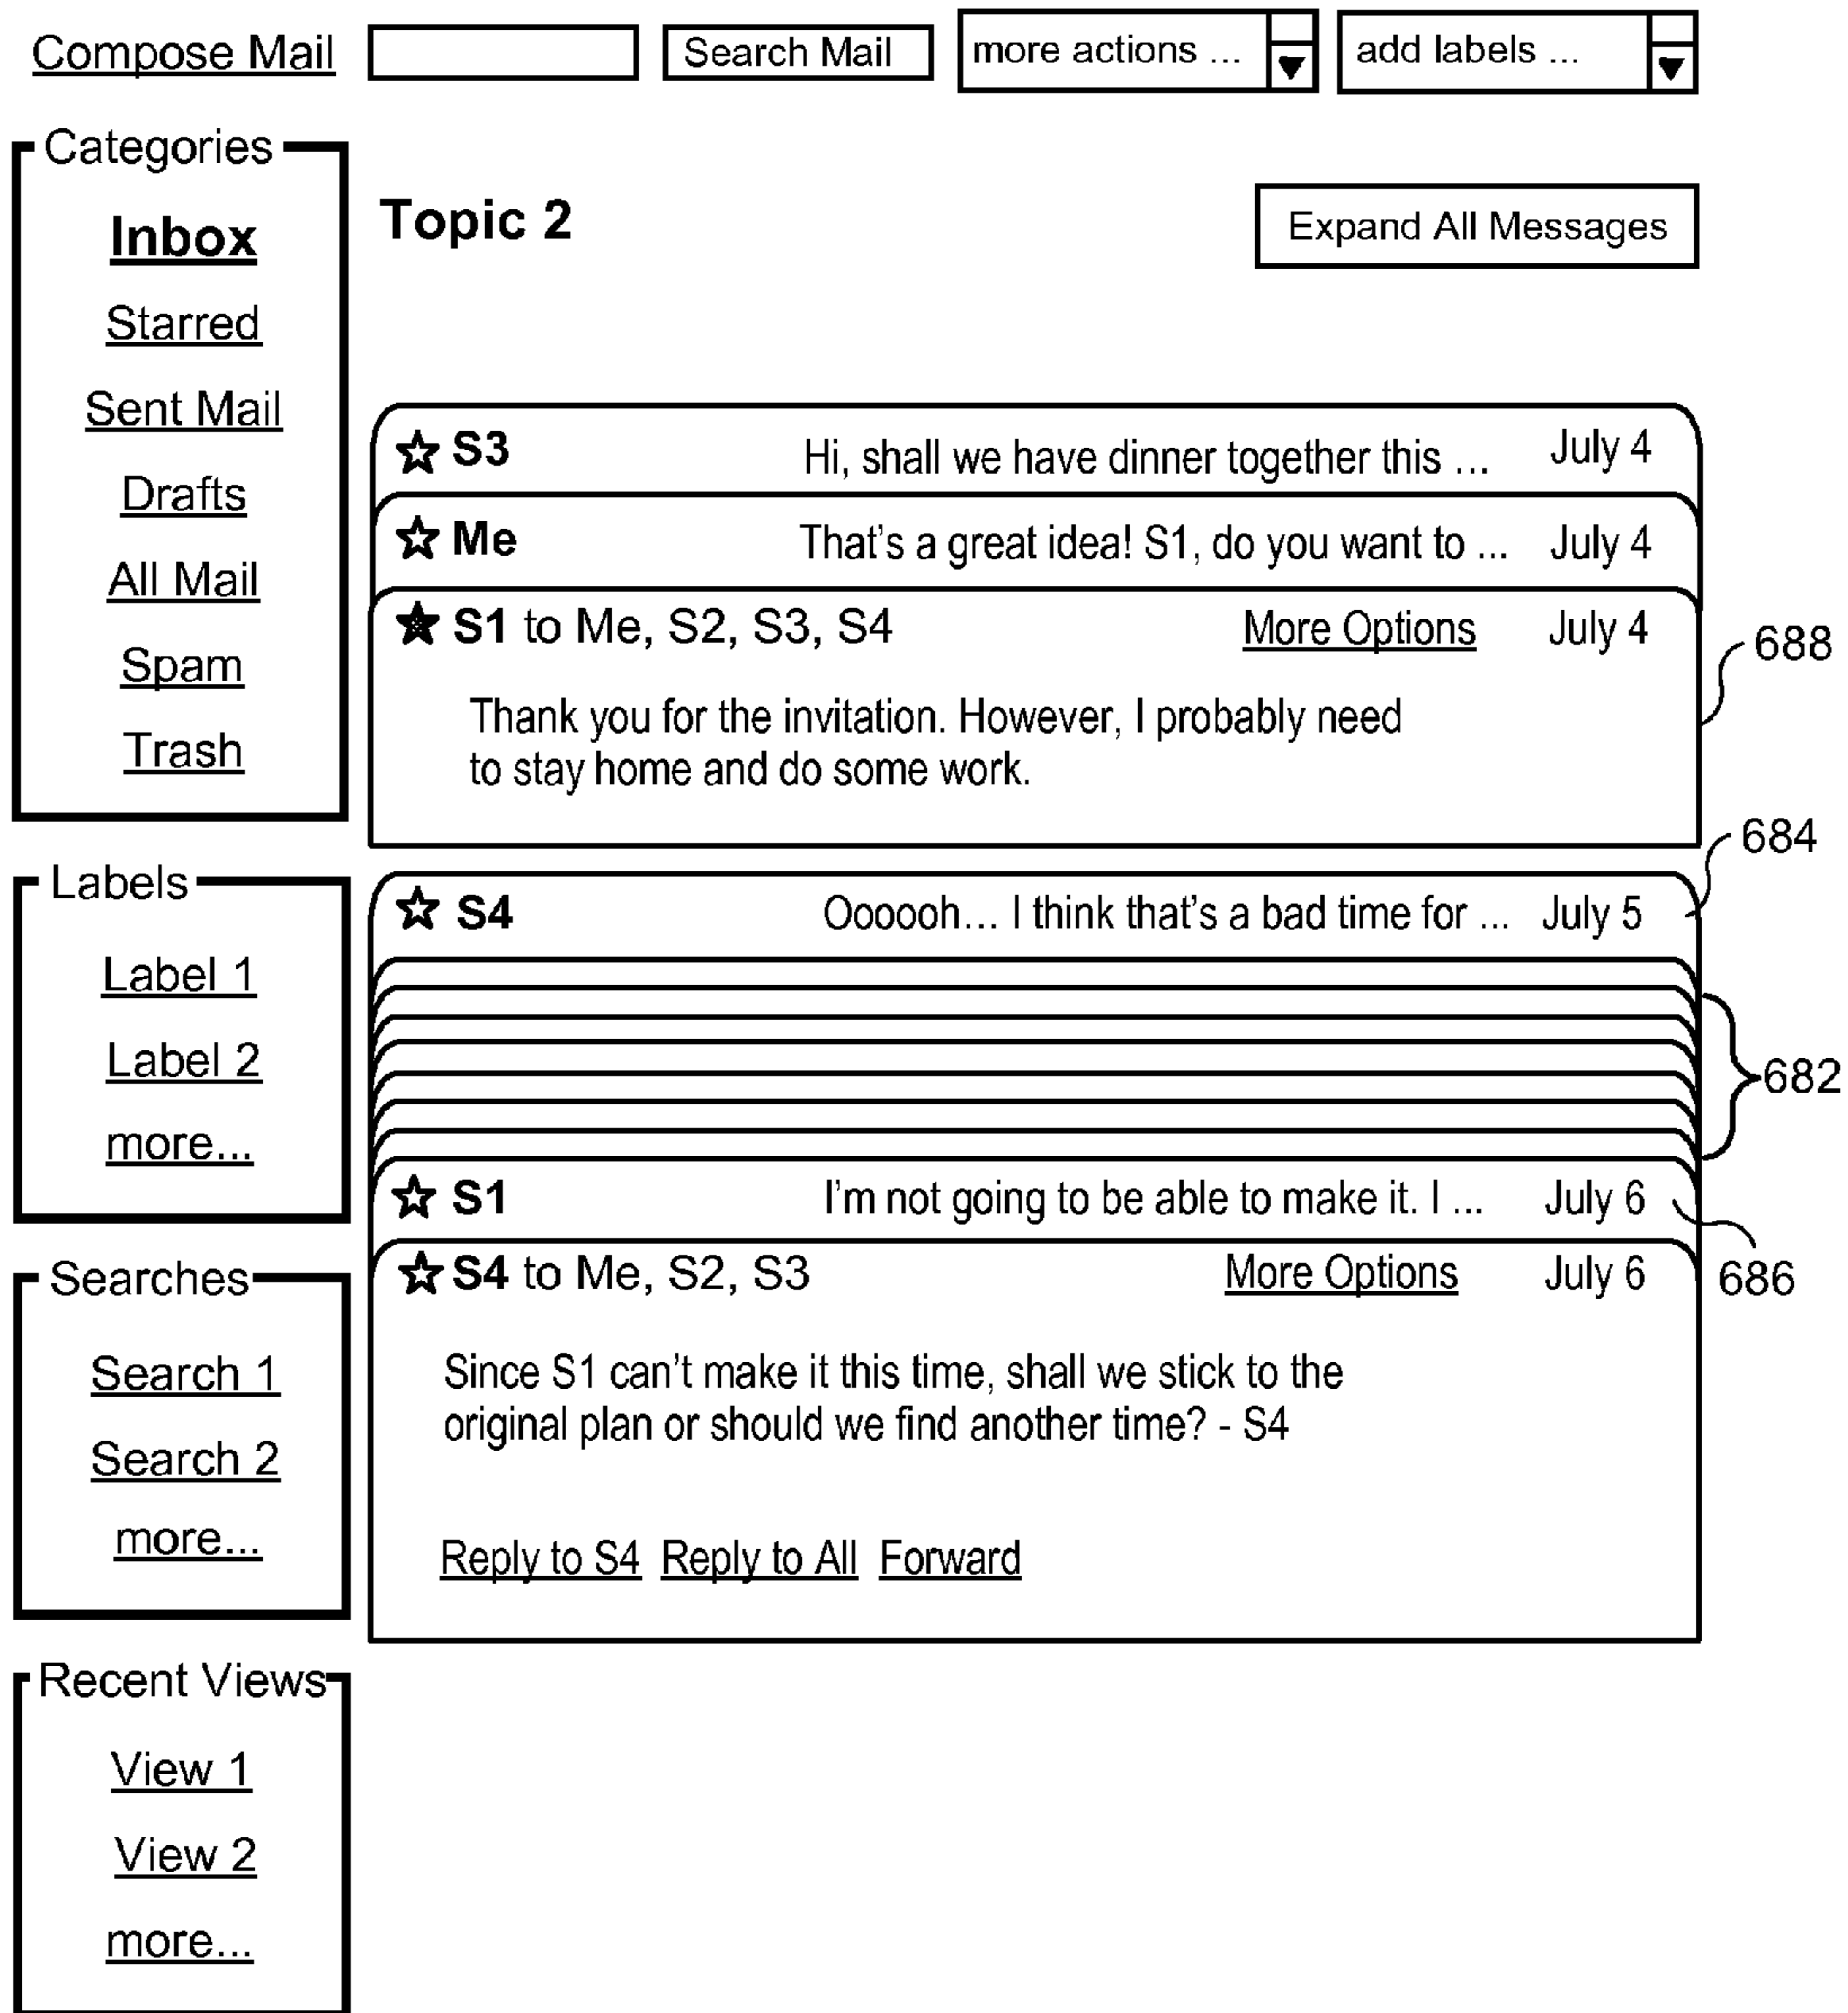 Compose Mail Search Mail more actions ... add labels ...
Categories
Inbox
Starred
Sent Mail
Drafts
All Mail
Spam
Trash
Labels
Label 1
Label 2
more...
Searches
Search 1
Search 2
more...
Recent Views
View 1
View 2
more...
Topic 2 Expand All Messages
S3 Hi, shall we have dinner together this ... July 4
Me That's a great idea! S1, do you want to ... July 4
S1 to Me, S2, S3, S4 More Options July 4
688
Thank you for the invitation. However, I probably need
to stay home and do some work.
684
S4 Oooooh... I think that's a bad time for ... July 5
682
S1 I'm not going to be able to make it. I ... July 6
686
S4 to Me, S2, S3 More Options July 6
Since S1 can't make it this time, shall we stick to the
original plan or should we find another time? - S4
Reply to S4 Reply to All Forward